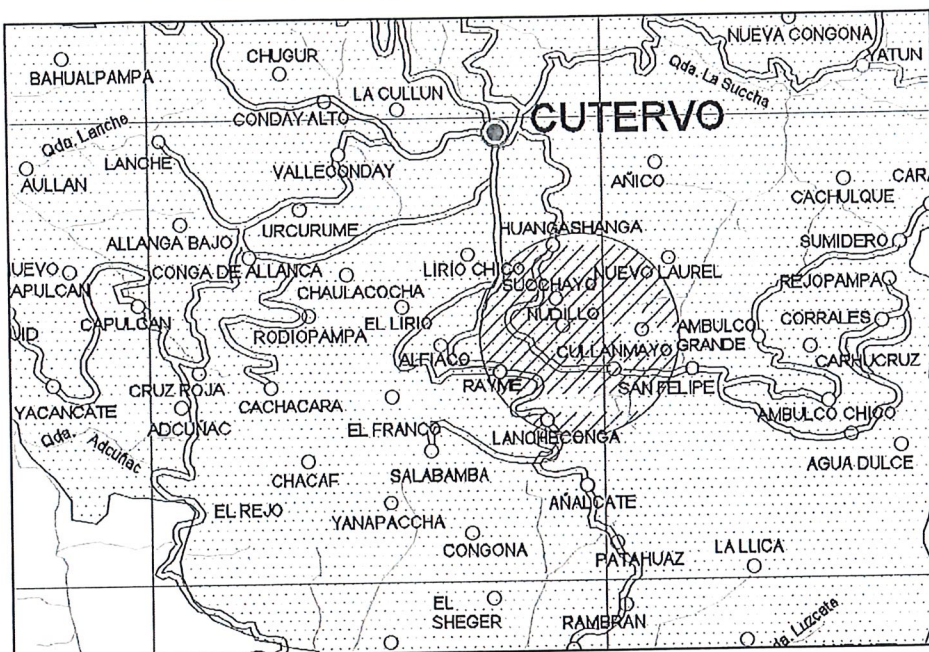 NUEVA CONGONA
CHUGUR
YATUN
BAHUALPAMPA
Qda. La Succha
LA CULLUN
CONDAY ALTO
CUTERVO
Qda. Lanche
LANCHE
VALLECONDAY
AULLAN
AÑICO
CACHULQUE
CARA
URCURUME
ALLANGA BAJO
HUANGASHANGA
SUMIDERO
UEVO
APULCAN
CONGA DE ALLANCA
LIRIO CHICO
NUEVO LAUREL
CHAULACOCHA
SUCCHAYO
REJOPAMPA
CAPULCAN
RODIOPAMPA
EL LIRIO
NUDILLO
AMBULCO
GRANDE
CORRALES
UID
ALFIACO
CULLANMAYO
CARHUCRUZ
CRUZ ROJA
RAYME
SAN FELIPE
YACANCATE
CACHACARA
AMBULCO CHICO
ADCUÑAC
EL FRANCO
LANCHECONGA
Qda. Adcuñac
AGUA DULCE
CHACAF
SALABAMBA
AÑALCATE
EL REJO
YANAPACCHA
CONGONA
PATAHUAZ
LA LLICA
EL
SHEGER
RAMBRAN
da. Luzcata